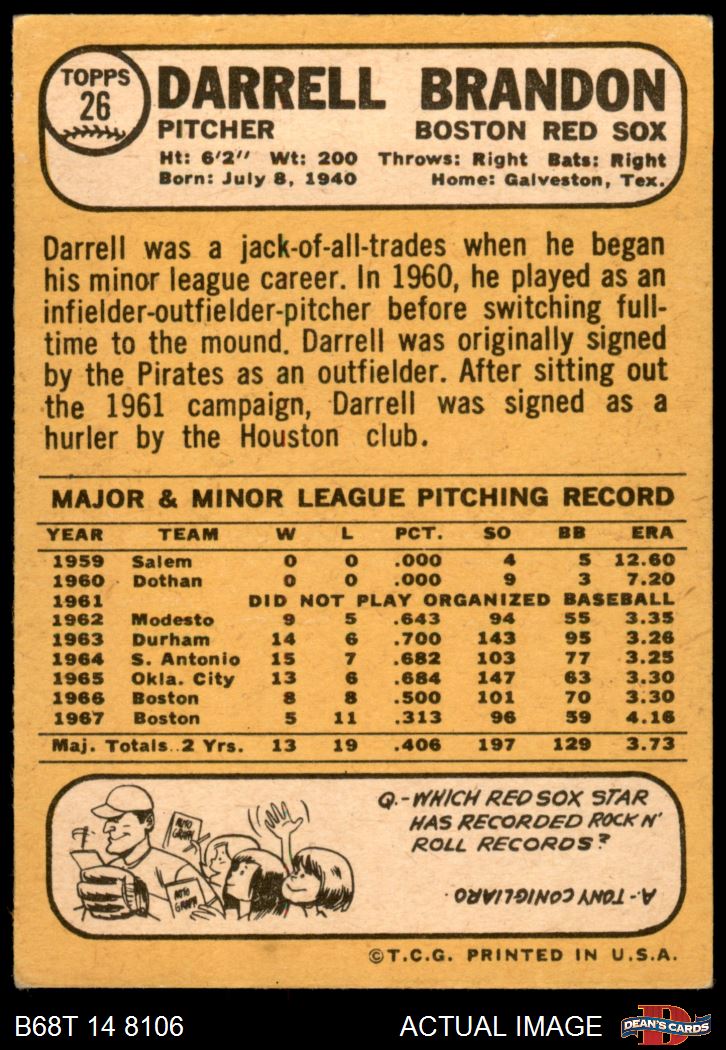 TOPPS
26
DARRELL BRANDON
PITCHER BOSTON RED SOX
Ht: 6'2" Wt: 200 Throws: Right Bats: Right
Born: July 8, 1940 Home: Galveston, Tex.
Darrell was a jack-of-all-trades when he began
his minor league career. In 1960, he played as an
infielder-outfielder-pitcher before switching full-
time to the mound. Darrell was originally signed
by the Pirates as an outfielder. After sitting out
the 1961 campaign, Darrell was signed as a
hurler by the Houston club.
MAJOR & MINOR LEAGUE PITCHING RECORD
YEAR TEAM W L PCT. SO BB ERA
1959 Salem 0 0 .000 4 5 12.60
1960 Dothan 0 0 .000 9 3 7.20
1961 DID NOT PLAY ORGANIZED BASEBALL
1962 Modesto 9 5 .643 94 55 3.35
1963 Durham 14 6 .700 143 95 3.26
1964 S. Antonio 15 7 .682 103 77 3.25
1965 Okla. City 13 6 .684 147 63 3.30
1966 Boston 8 8 .500 101 70 3.30
1967 Boston 5 11 .313 96 59 4.16
Maj. Totals..2 Yrs. 13 19 .406 197 129 3.73
AUTO
GRAPH
AUTO
GRAPH
Q.-WHICH RED SOX STAR
HAS RECORDED ROCK N'
ROLL RECORDS?
A.-TONY CONIGLIARO.
©T.C.G. PRINTED IN U.S.A.
B68T 14 8106 ACTUAL IMAGE
D
DEAN'S CARDS